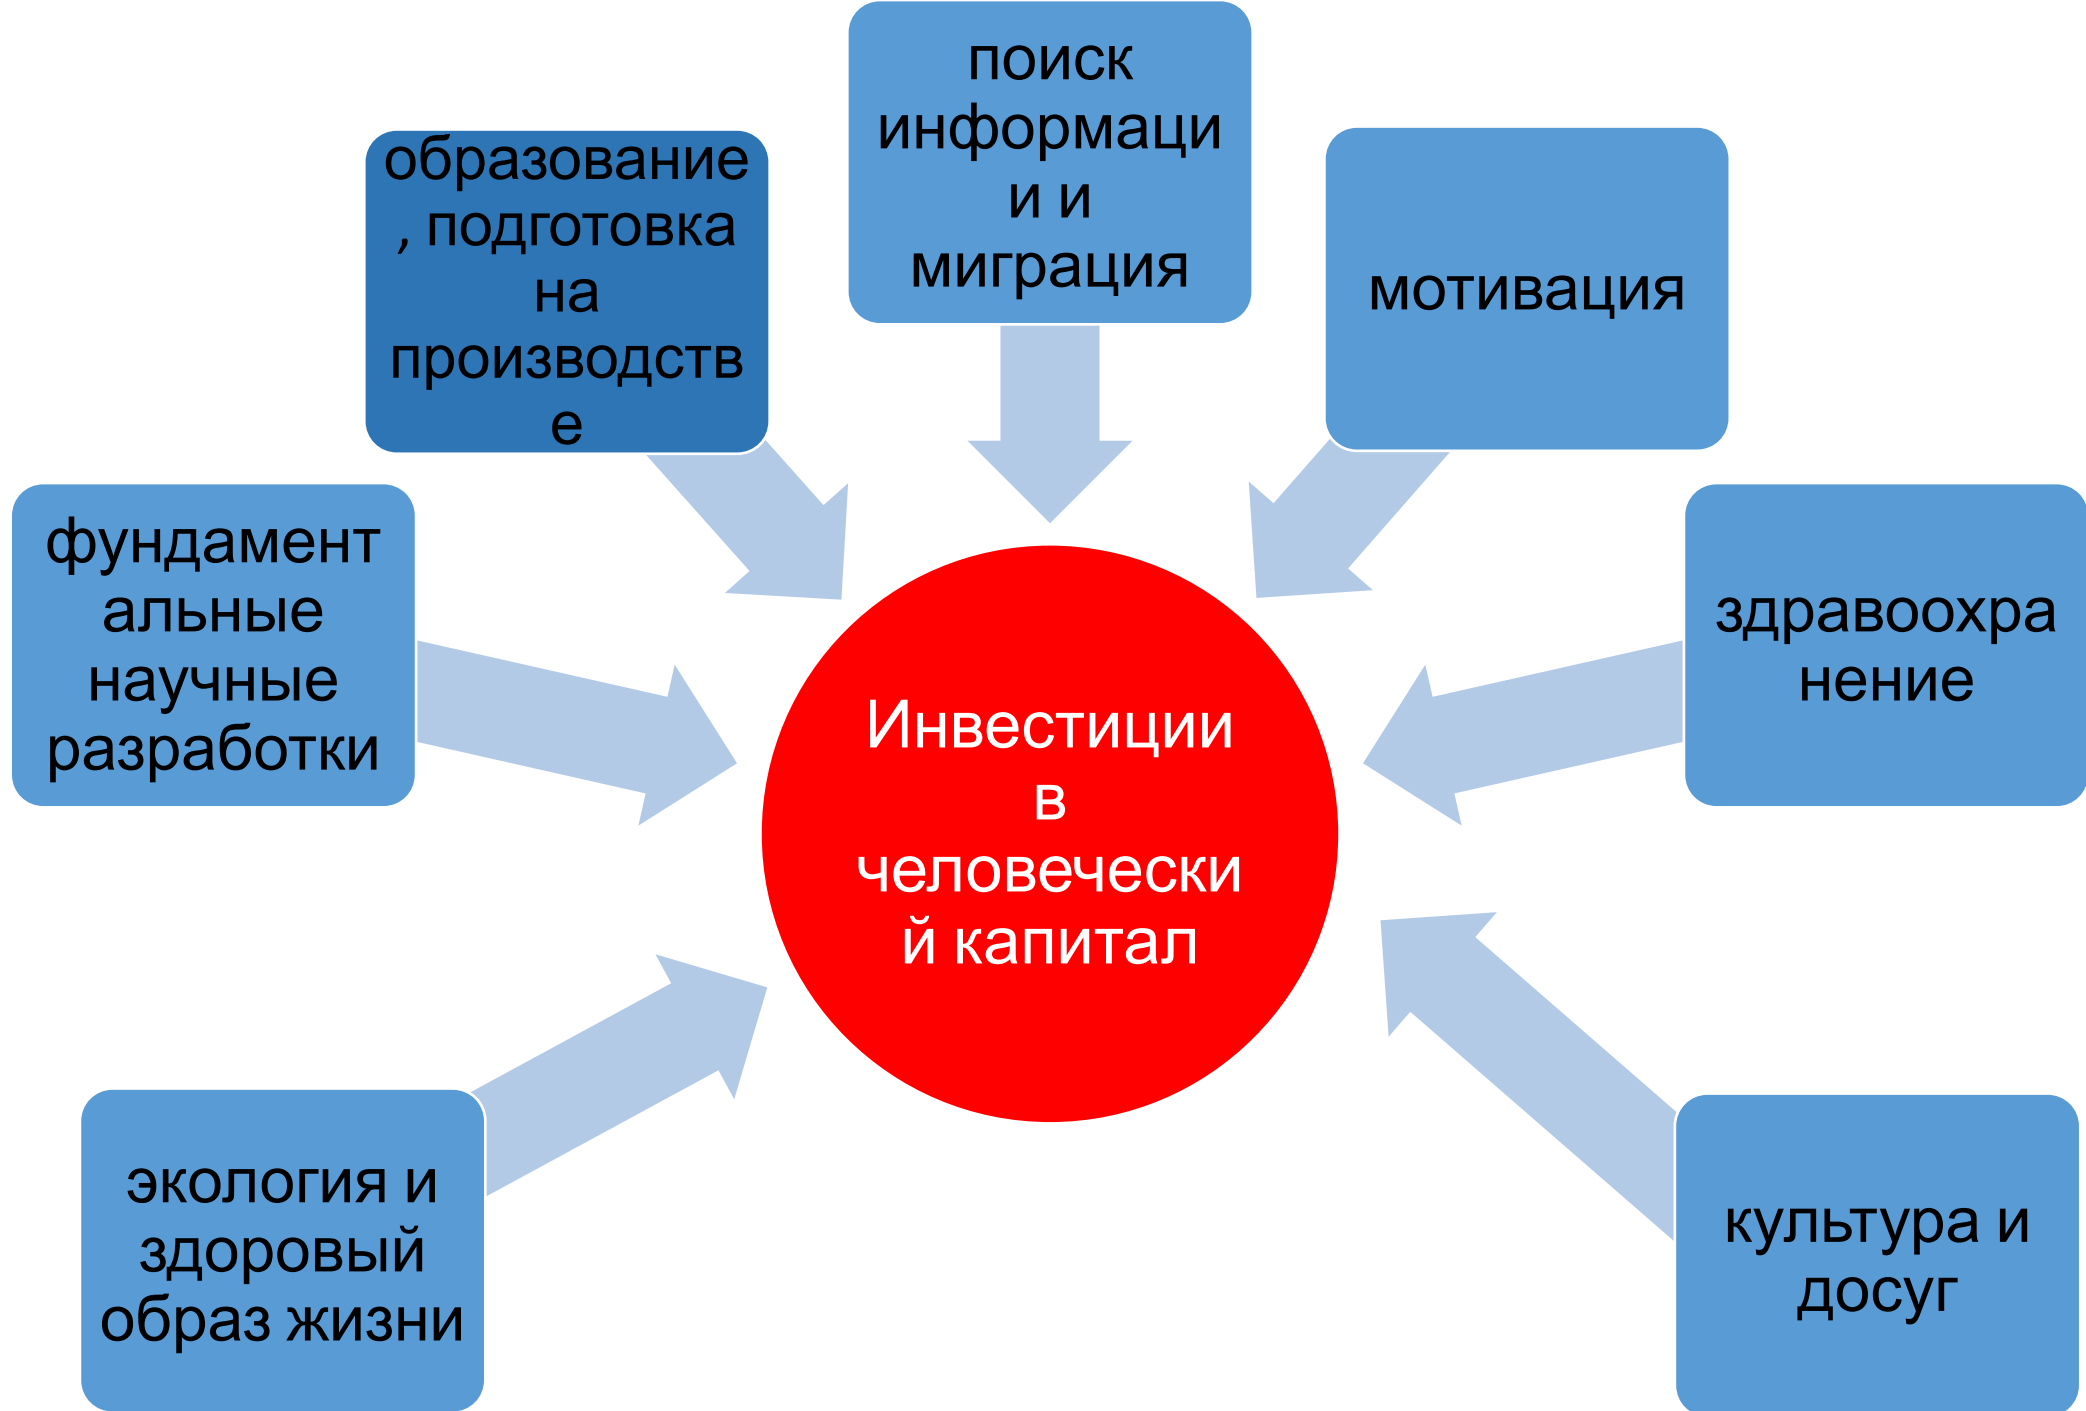 поиск
информаци
и и
миграция
образование
, подготовка
на
производств
е
мотивация
фундамент
альные
научные
разработки
здравоохра
нение
Инвестиции
в
человечески
й капитал
экология и
здоровый
образ жизни
культура и
досуг